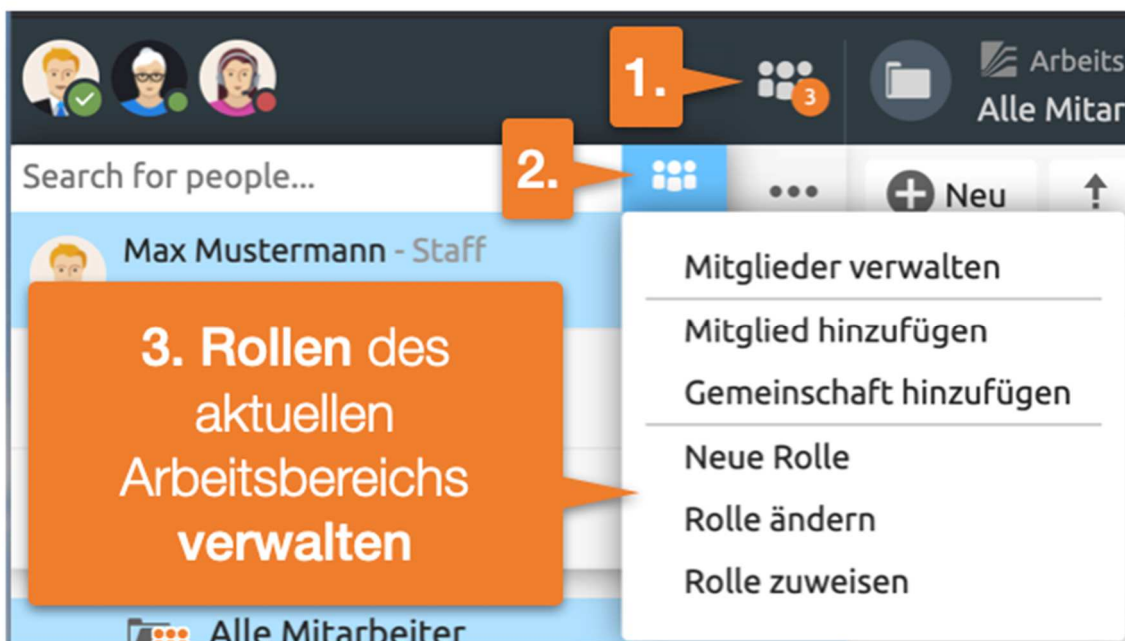 1.
3
Arbeits
Alle Mitar
Search for people...
2.
Neu
Max Mustermann - Staff
Mitglieder verwalten
Mitglied hinzufügen
Gemeinschaft hinzufügen
Neue Rolle
Rolle ändern
Rolle zuweisen
3. Rollen des
aktuellen
Arbeitsbereichs
verwalten
Alle Mitarbeiter